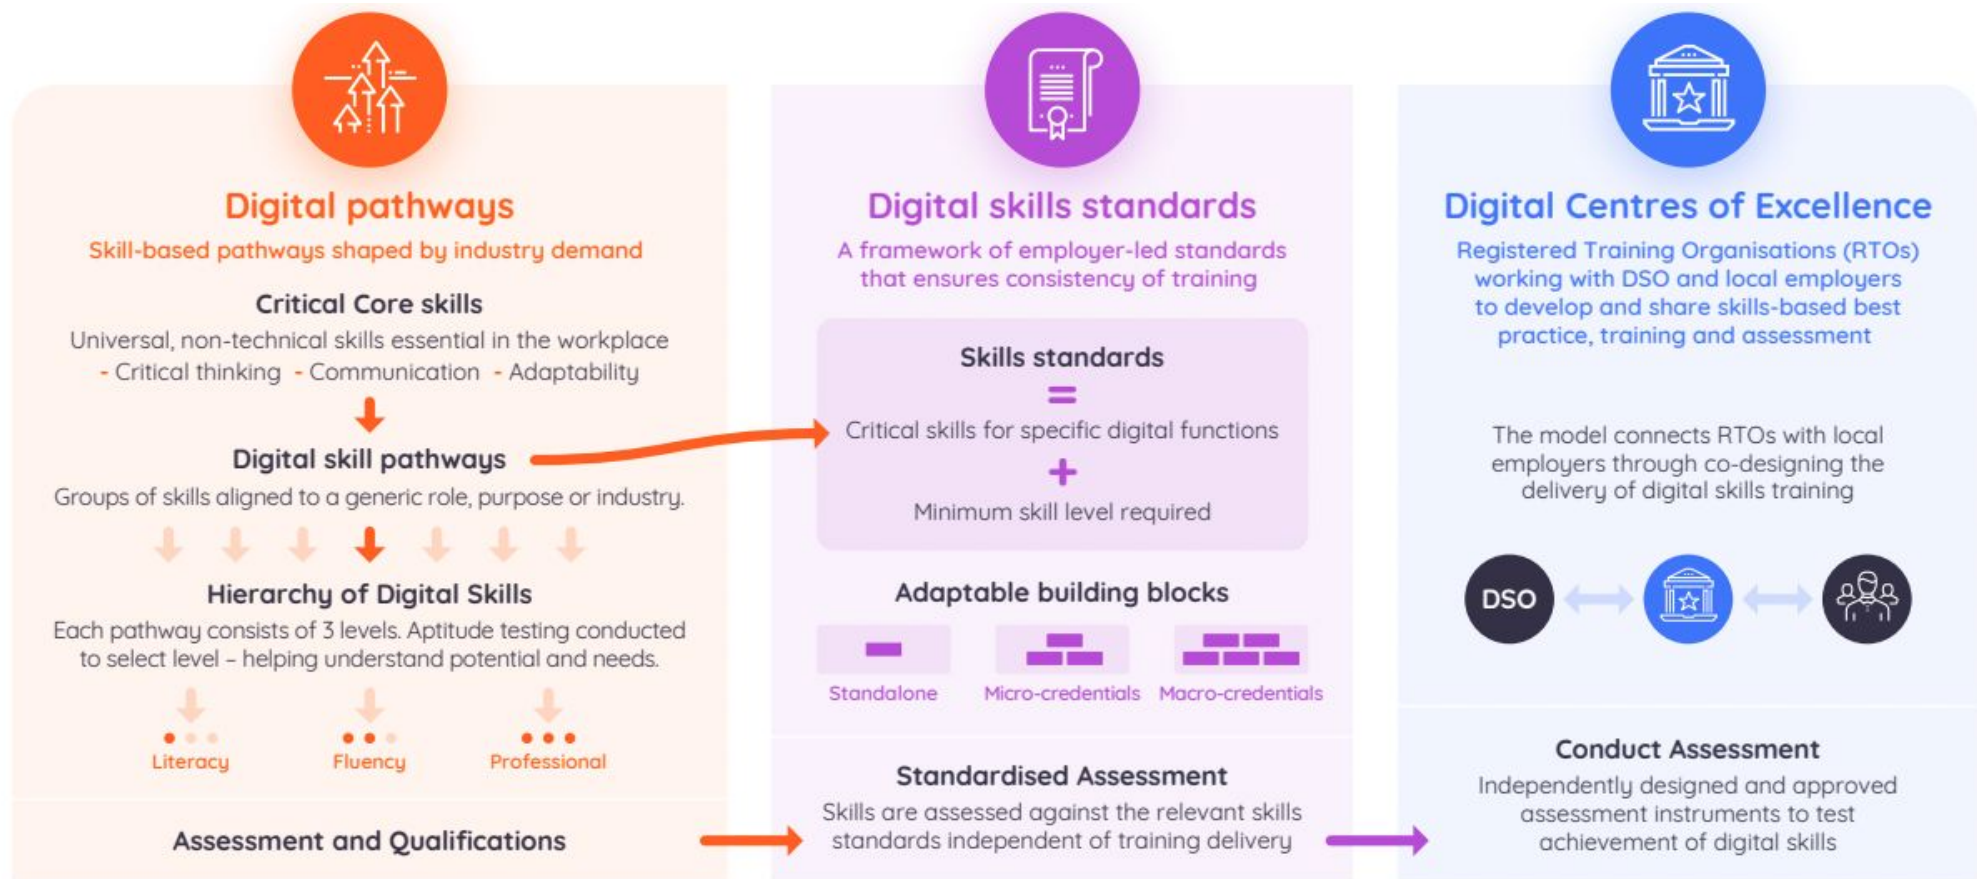 Digital pathways
Skill-based pathways shaped by industry demand
Critical Core skills
Universal, non-technical skills essential in the workplace
- Critical thinking - Communication - Adaptability
Digital skill pathways
Groups of skills aligned to a generic role, purpose or industry.
Hierarchy of Digital Skills
Each pathway consists of 3 levels. Aptitude testing conducted
to select level – helping understand potential and needs.
Literacy
Fluency
Professional
Assessment and Qualifications
Digital skills standards
A framework of employer-led standards
that ensures consistency of training
Skills standards
=
Critical skills for specific digital functions
+
Minimum skill level required
Adaptable building blocks
Standalone
Micro-credentials
Macro-credentials
Standardised Assessment
Skills are assessed against the relevant skills
standards independent of training delivery
Digital Centres of Excellence
Registered Training Organisations (RTOs)
working with DSO and local employers
to develop and share skills-based best
practice, training and assessment
The model connects RTOs with local
employers through co-designing the
delivery of digital skills training
DSO
Conduct Assessment
Independently designed and approved
assessment instruments to test
achievement of digital skills